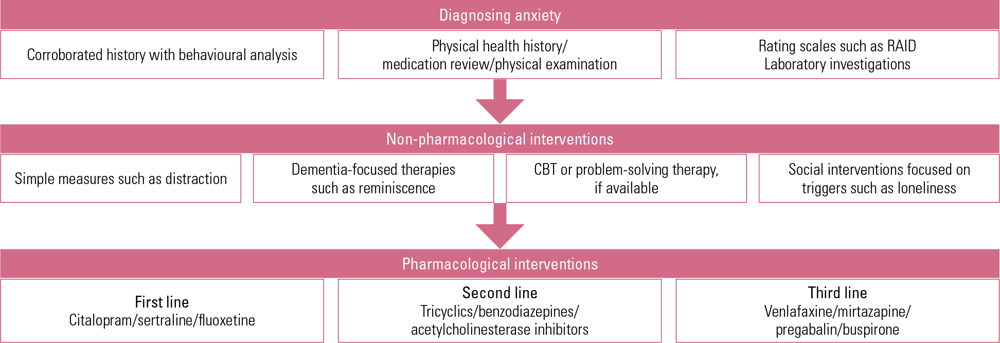 Diagnosing anxiety
Corroborated history with behavioural analysis
Physical health history/
medication review/physical examination
Rating scales such as RAID
Laboratory investigations
Non-pharmacological interventions
Simple measures such as distraction
Dementia-focused therapies
such as reminiscence
CBT or problem-solving therapy,
if available
Social interventions focused on
triggers such as loneliness
Pharmacological interventions
First line
Citalopram/sertraline/fluoxetine
Second line
Tricyclics/benzodiazepines/
acetylcholinesterase inhibitors
Third line
Venlafaxine/mirtazapine/
pregabalin/buspirone